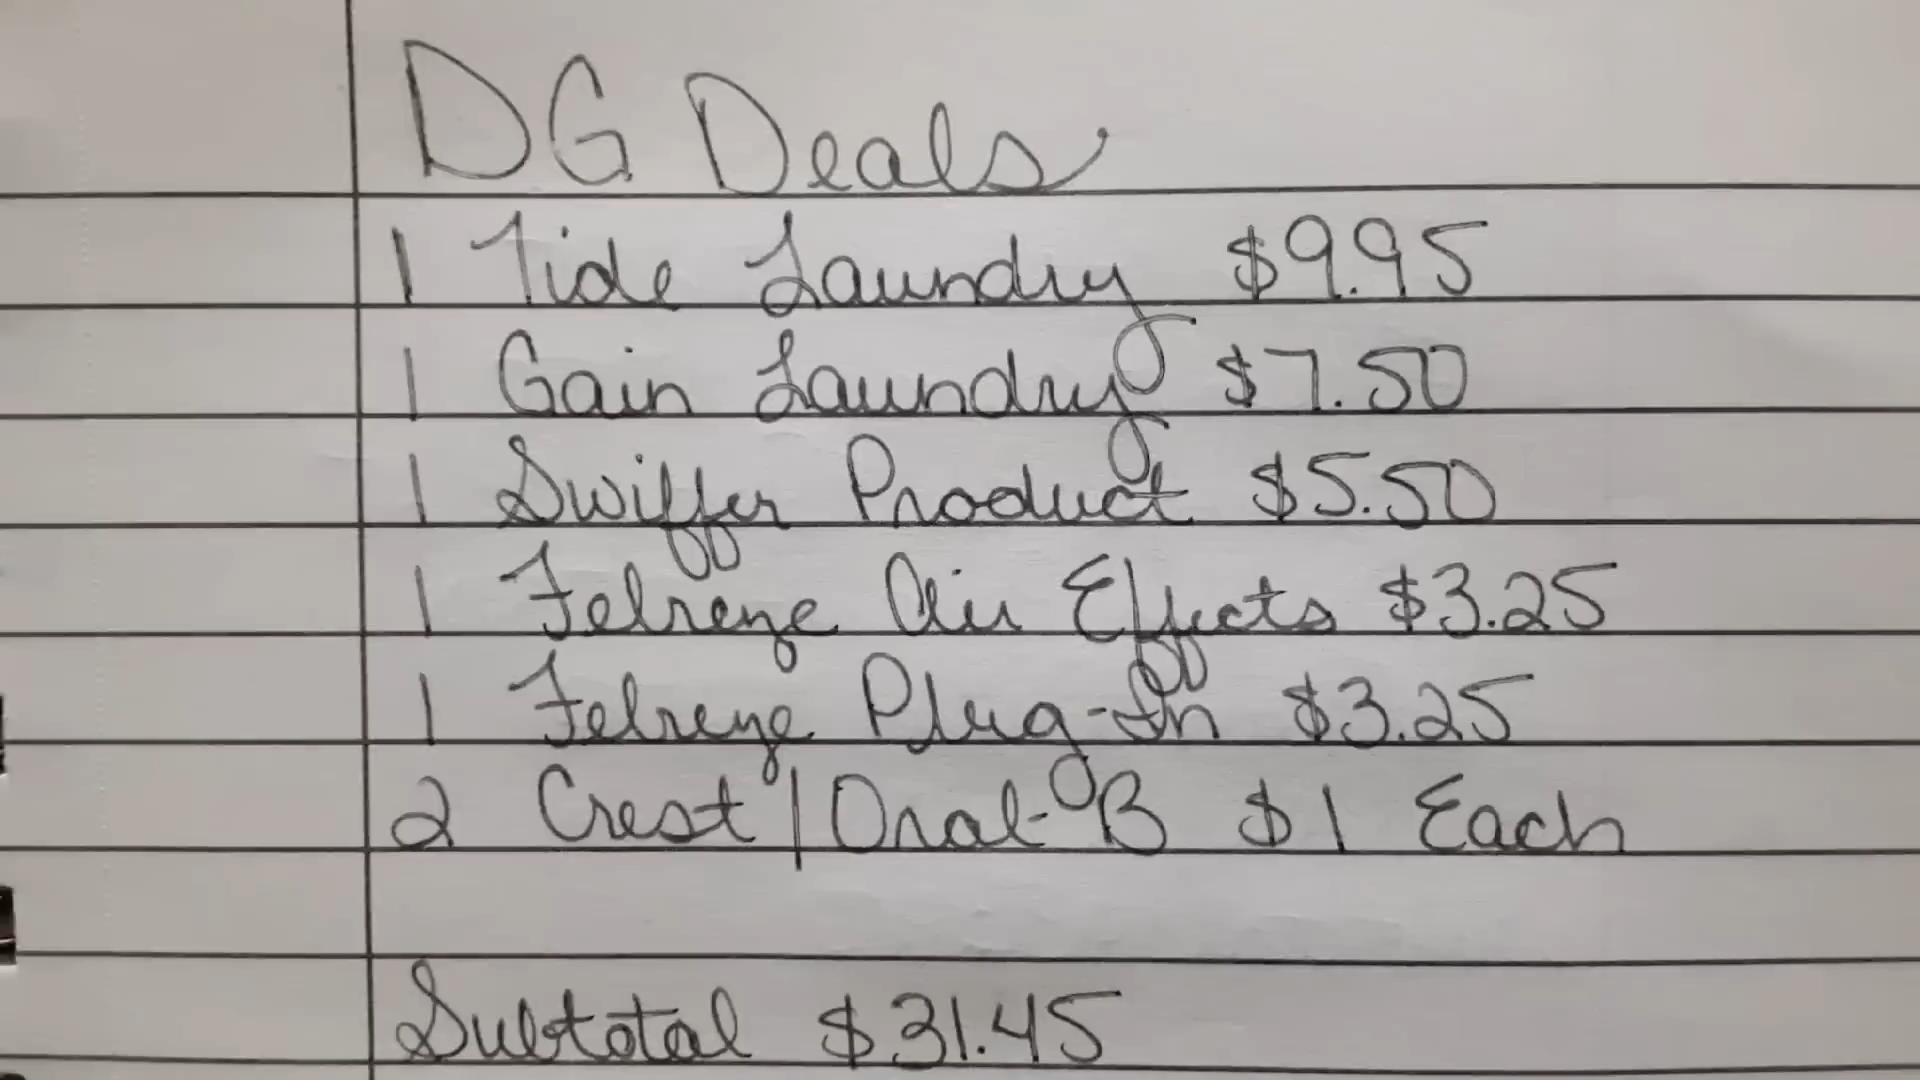 DG Deals
1 Tide Laundry $9.95
1 Gain Laundry $7.50
1 Swiffer Product $5.50
1 Febreze Air Effects $3.25
1 Febreze Plug-In $3.25
2 Crest | Oral-B $1 Each
Subtotal $31.45